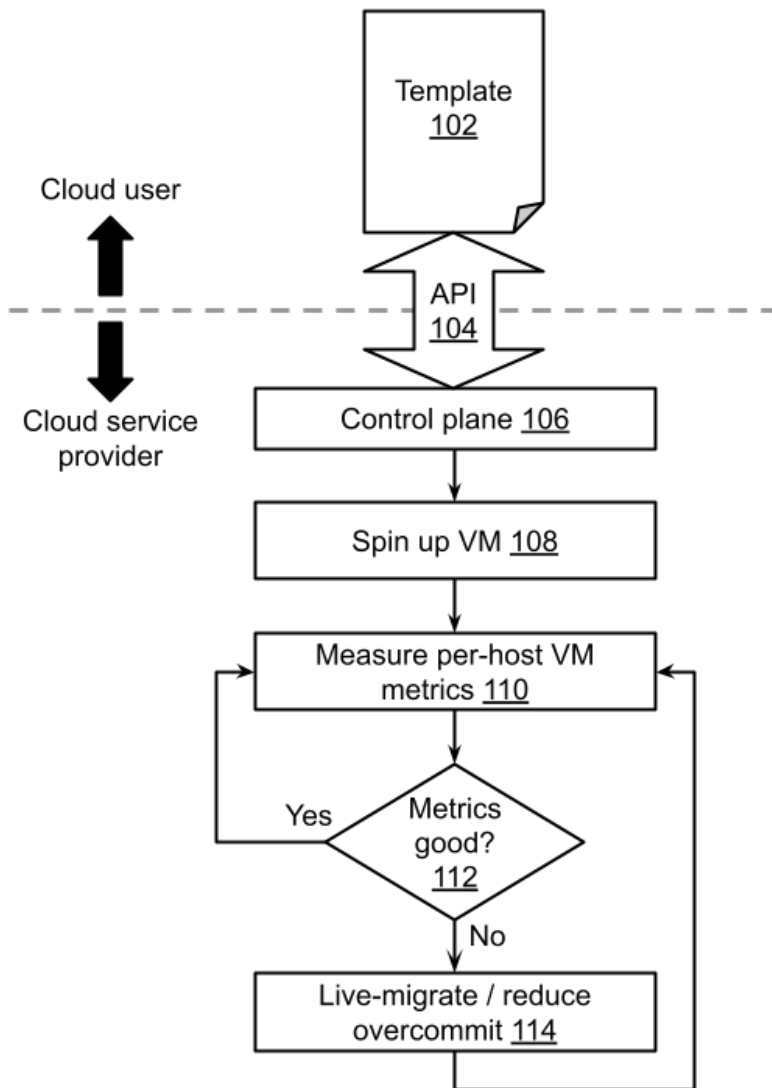 Template
102
Cloud user
API
104
Cloud service
provider
Control plane 106
Spin up VM 108
Measure per-host VM
metrics 110
Yes
Metrics
good?
112
No
Live-migrate / reduce
overcommit 114